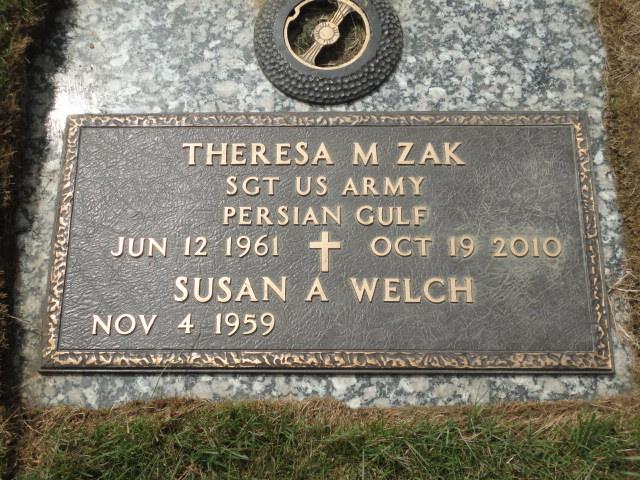 THERESA M ZAK
SGT US ARMY
PERSIAN GULF
JUN 12 1961 OCT 19 2010
SUSAN A WELCH
NOV 4 1959